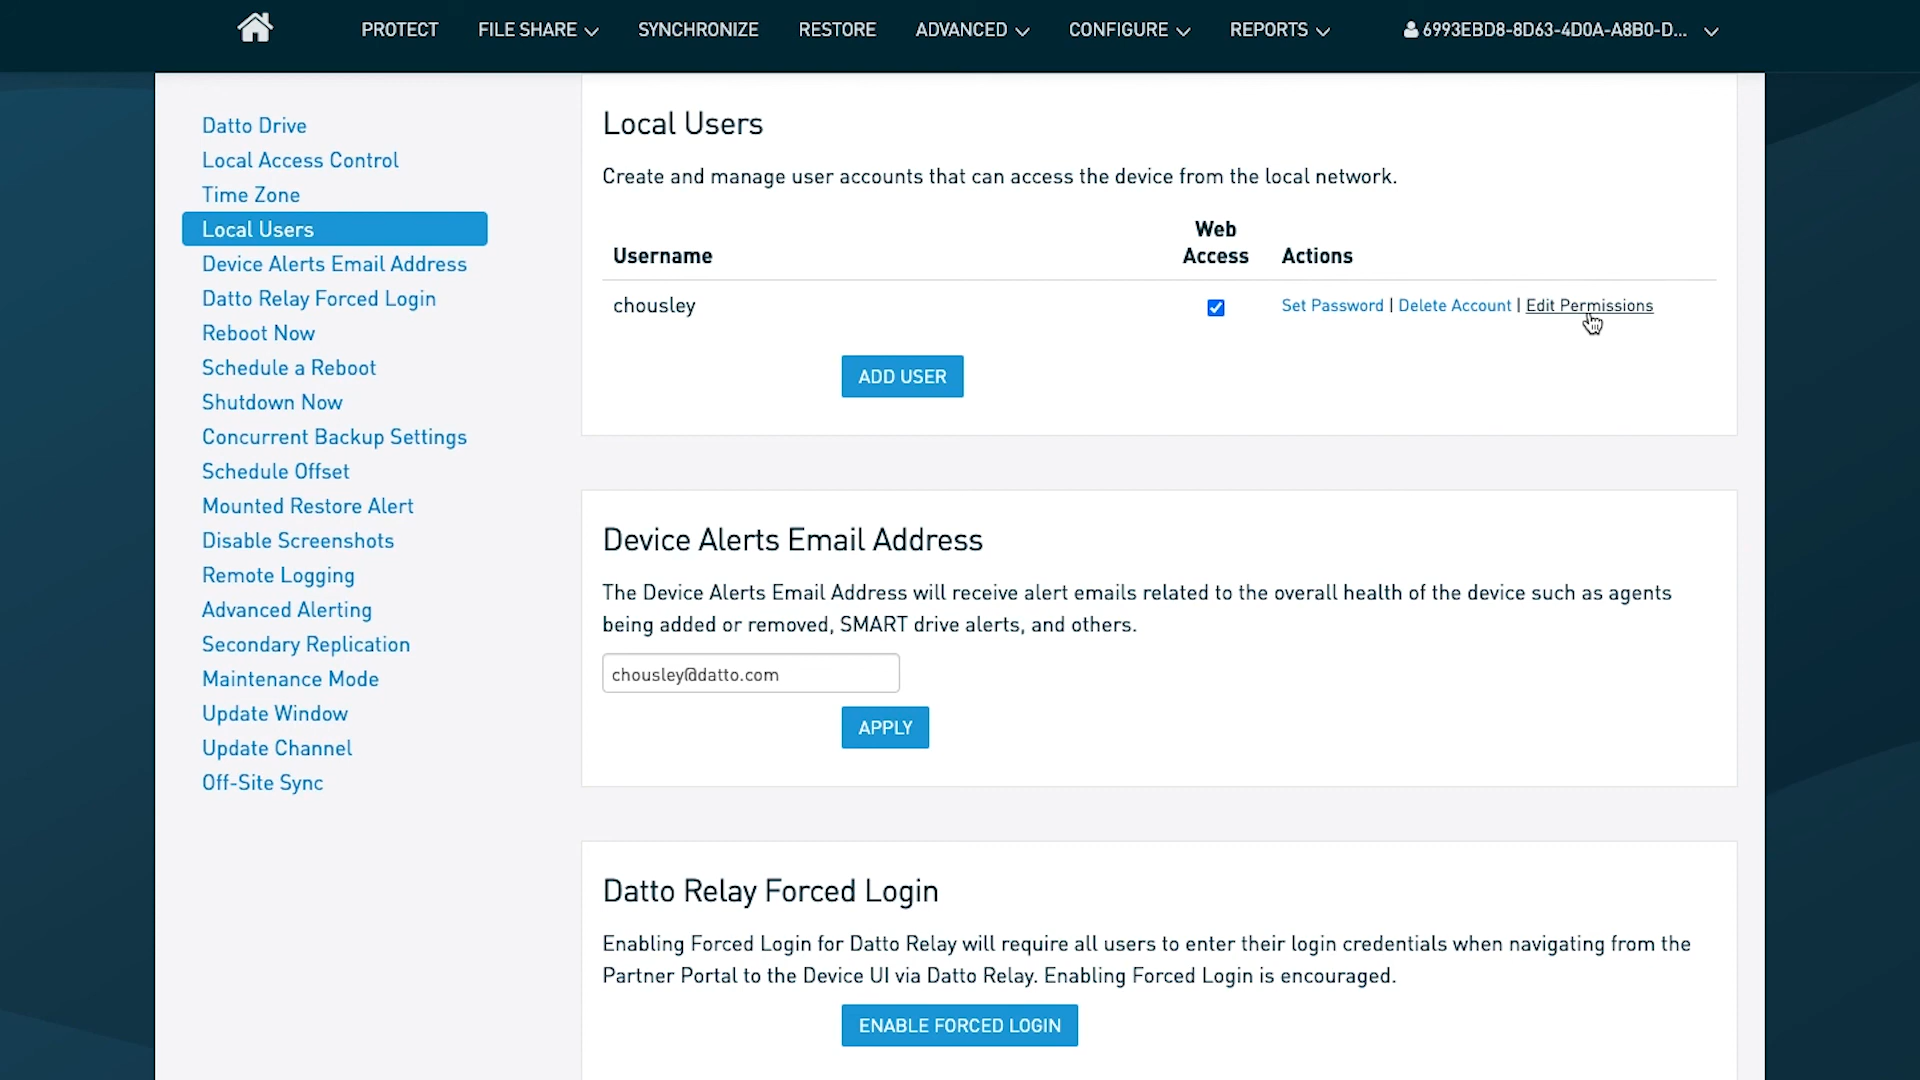 PROTECT FILE SHARE SYNCHRONIZE RESTORE ADVANCED CONFIGURE REPORTS 6993EBD8-8D63-4D0A-A8B0-D...
Datto Drive
Local Access Control
Time Zone
Local Users
Device Alerts Email Address
Datto Relay Forced Login
Reboot Now
Schedule a Reboot
Shutdown Now
Concurrent Backup Settings
Schedule Offset
Mounted Restore Alert
Disable Screenshots
Remote Logging
Advanced Alerting
Secondary Replication
Maintenance Mode
Update Window
Update Channel
Off-Site Sync
Local Users
Create and manage user accounts that can access the device from the local network.
Username Web Access Actions
chousley Set Password | Delete Account | Edit Permissions
ADD USER
Device Alerts Email Address
The Device Alerts Email Address will receive alert emails related to the overall health of the device such as agents
being added or removed, SMART drive alerts, and others.
chousley@datto.com
APPLY
Datto Relay Forced Login
Enabling Forced Login for Datto Relay will require all users to enter their login credentials when navigating from the
Partner Portal to the Device UI via Datto Relay. Enabling Forced Login is encouraged.
ENABLE FORCED LOGIN